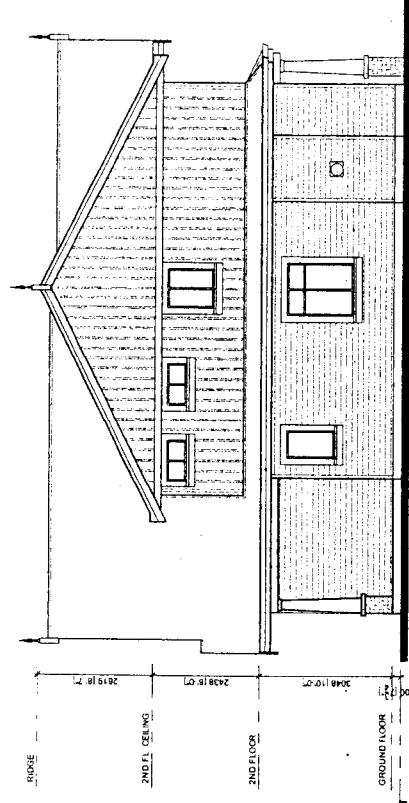 RIDGE
2619 [8'-7"]
2ND FL CEILING
2438 [8'-0"]
2ND FLOOR
3048 [10'-0"]
GROUND FLOOR